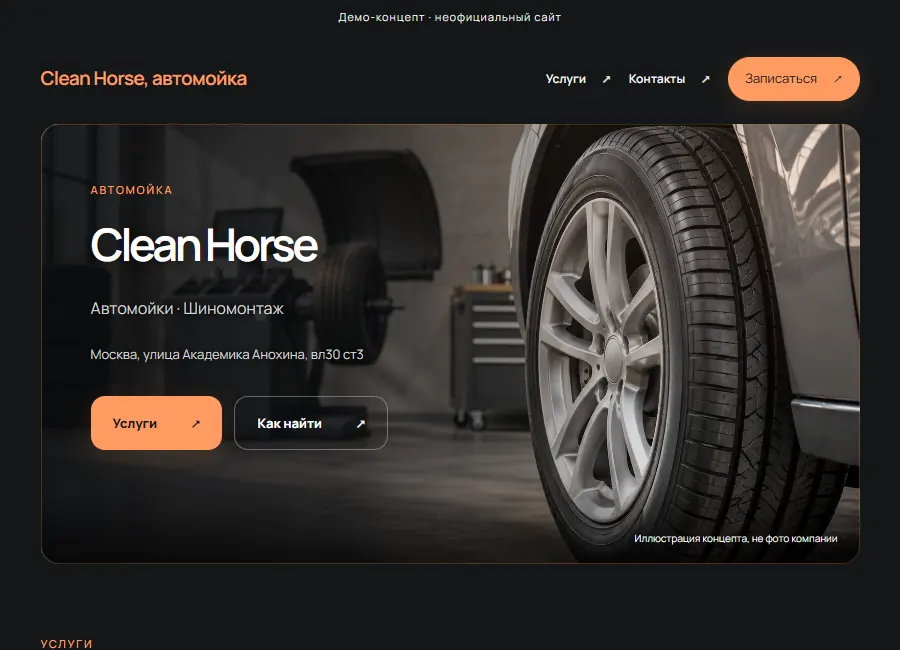 Демо-концепт · неофициальный сайт
Clean Horse, автомойка
Услуги ↗ Контакты ↗ Записаться ↗
АВТОМОЙКА
Clean Horse
Автомойки · Шиномонтаж
Москва, улица Академика Анохина, вл30 ст3
Услуги ↗ Как найти ↗
Иллюстрация концепта, не фото компании
УСЛУГИ